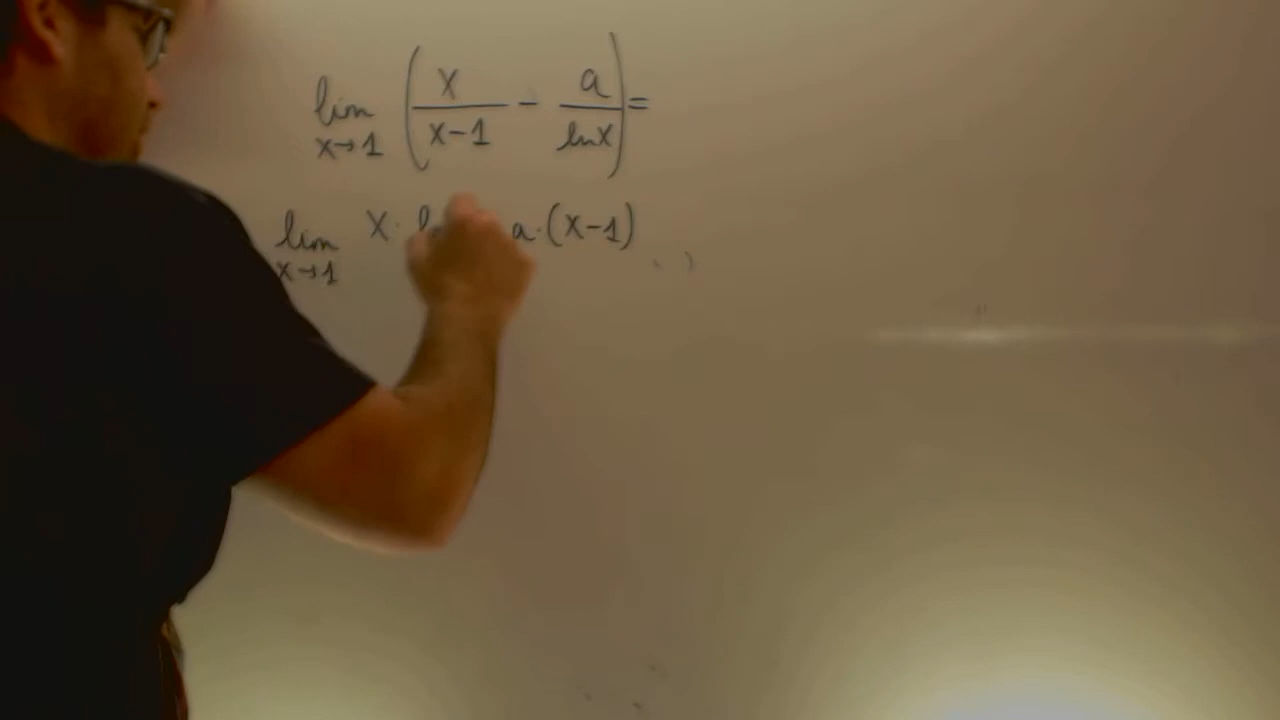 lim x→1 (x/(x-1) - a/lnx) =
lim x→1 x· a·(x-1)